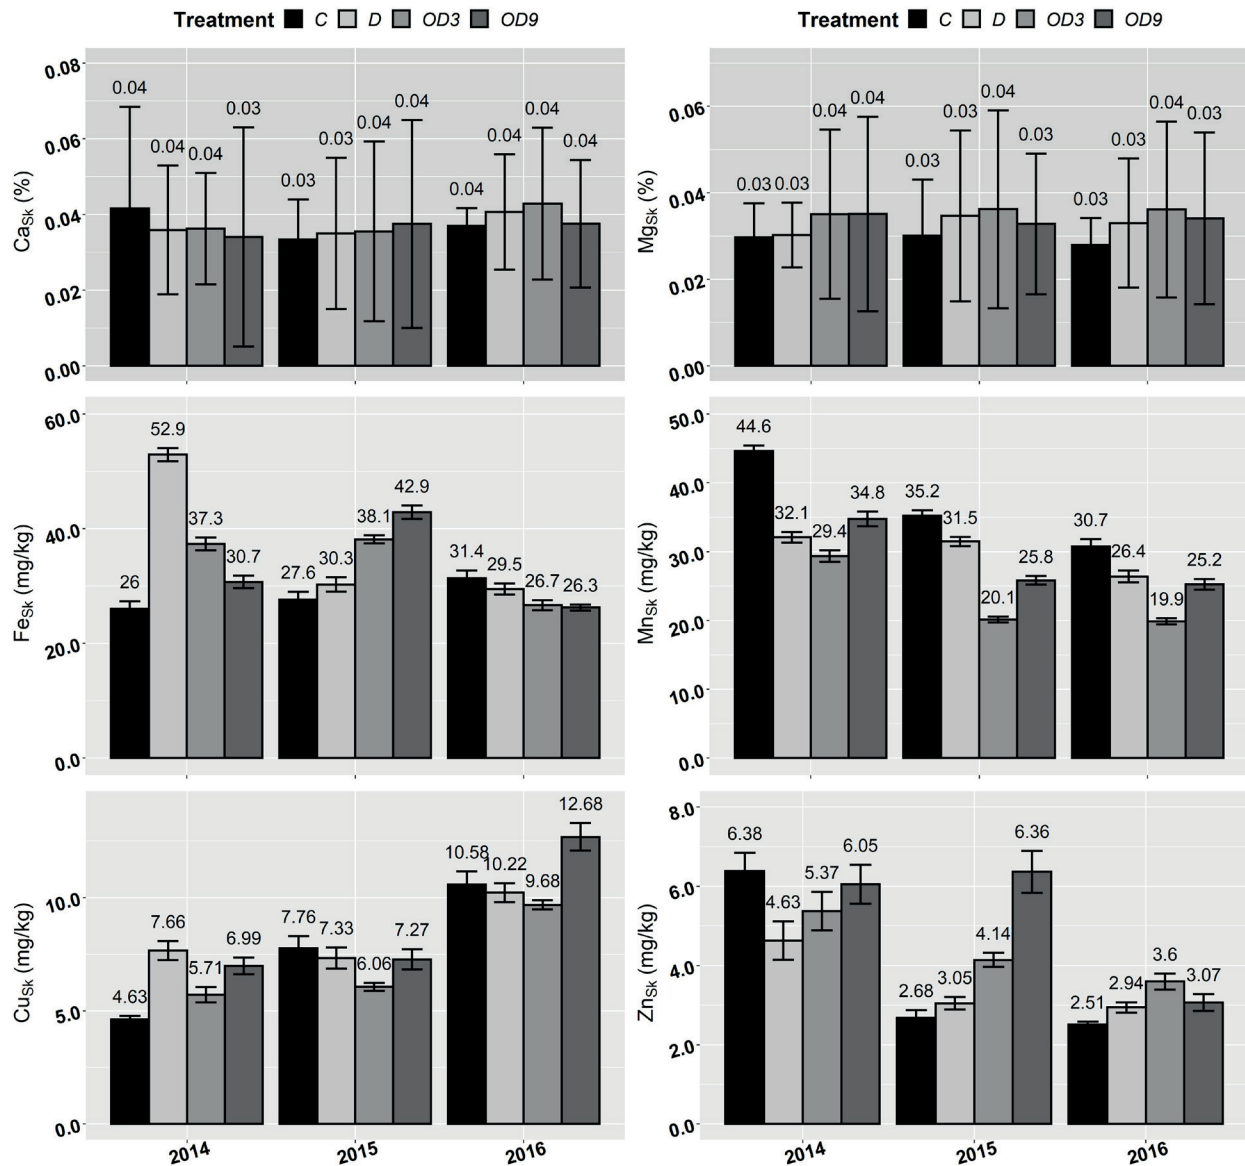 Treatment C D OD3 OD9
Treatment C D OD3 OD9
CaSk (%)
0.08
0.06
0.04
0.02
0.00
0.04 0.04 0.04 0.03
0.03 0.03 0.04 0.04
0.04 0.04 0.04 0.04
MgSk (%)
0.06
0.04
0.02
0.00
0.03 0.03 0.04 0.04
0.03 0.03 0.04 0.03
0.03 0.03 0.04 0.03
FeSk (mg/kg)
60.0
40.0
20.0
0.0
26 52.9 37.3 30.7
27.6 30.3 38.1 42.9
31.4 29.5 26.7 26.3
MnSk (mg/kg)
50.0
40.0
30.0
20.0
10.0
0.0
44.6 32.1 29.4 34.8
35.2 31.5 20.1 25.8
30.7 26.4 19.9 25.2
CuSk (mg/kg)
10.0
5.0
0.0
4.63 7.66 5.71 6.99
7.76 7.33 6.06 7.27
10.58 10.22 9.68 12.68
2014 2015 2016
ZnSk (mg/kg)
8.0
6.0
4.0
2.0
0.0
6.38 4.63 5.37 6.05
2.68 3.05 4.14 6.36
2.51 2.94 3.6 3.07
2014 2015 2016